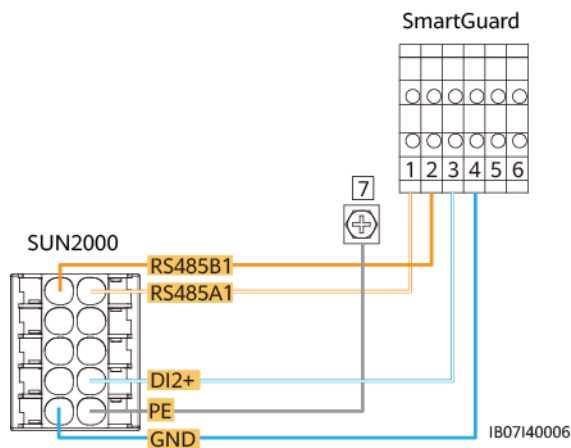 SmartGuard
1 2 3 4 5 6
7
SUN2000
RS485B1
RS485A1
DI2+
PE
GND
IB07I40006